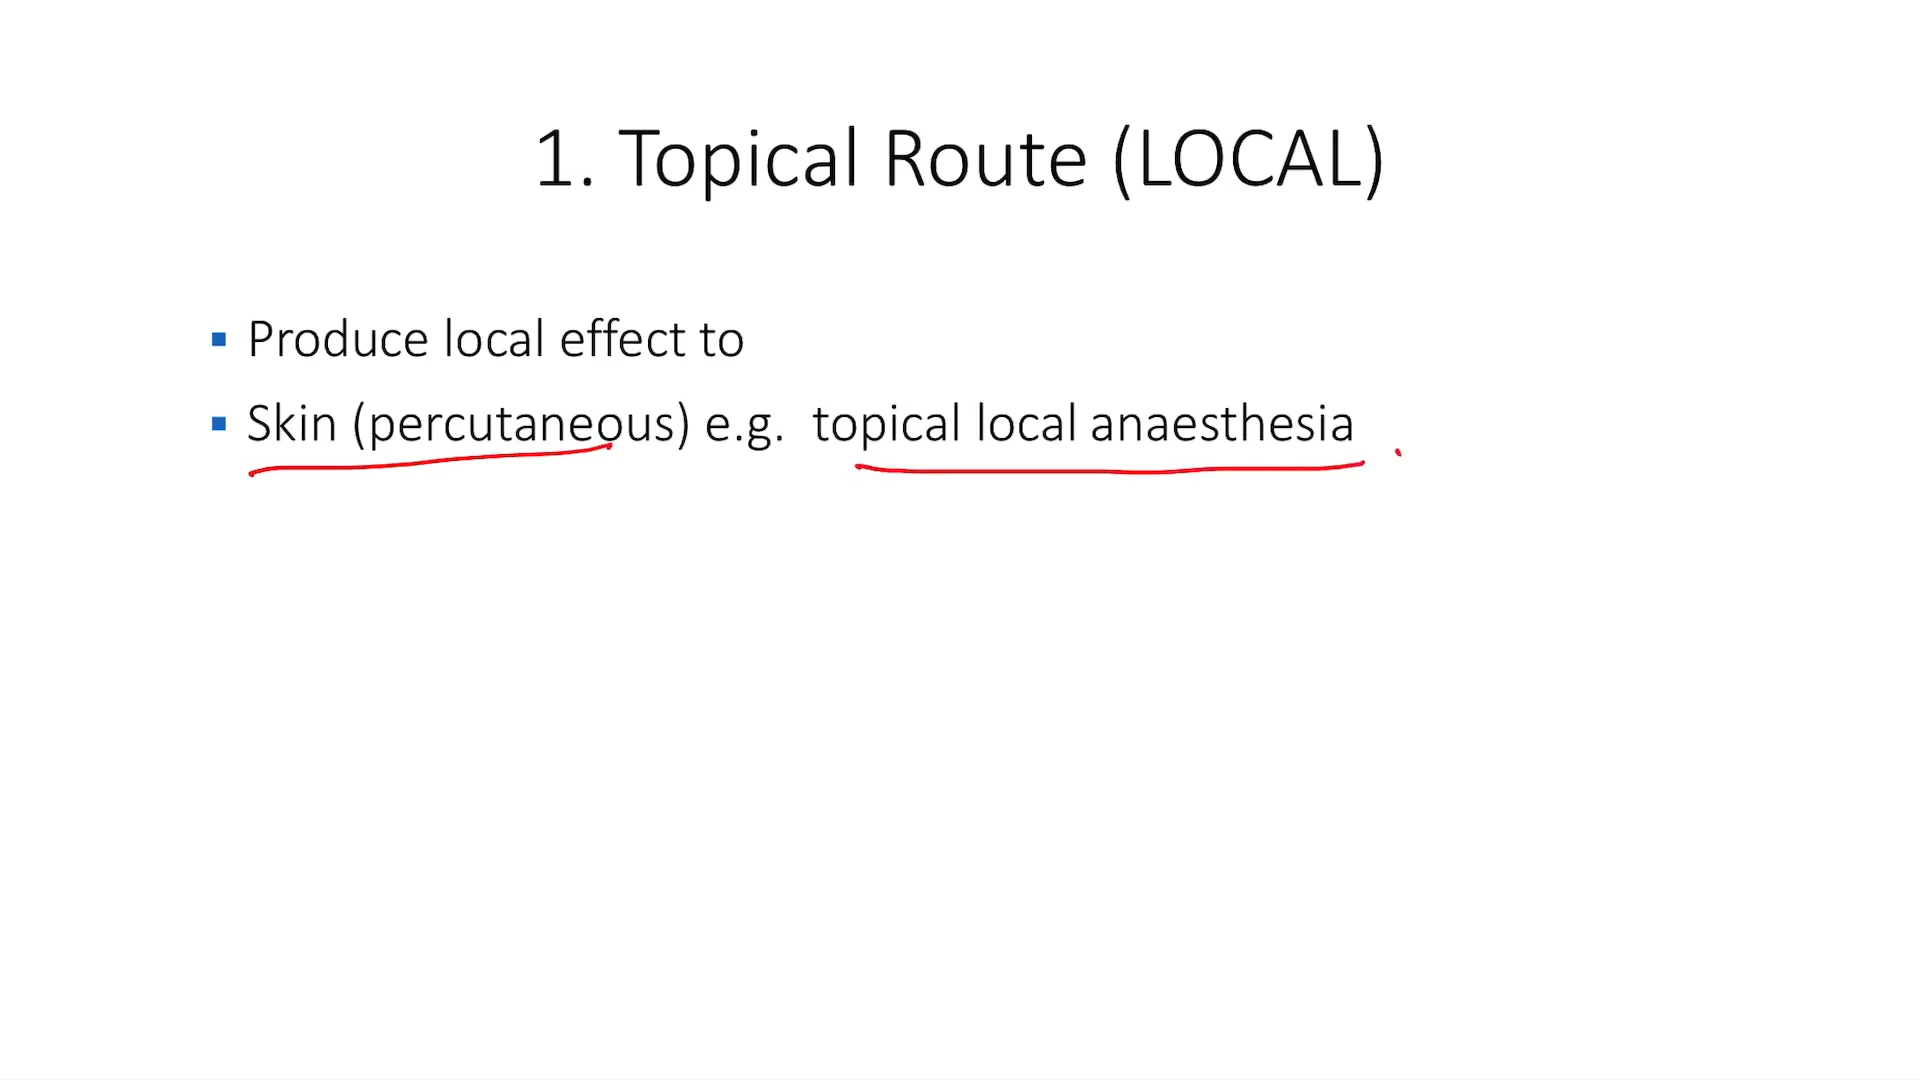 1. Topical Route (LOCAL)
▪ Produce local effect to
▪ Skin (percutaneous) e.g. topical local anaesthesia